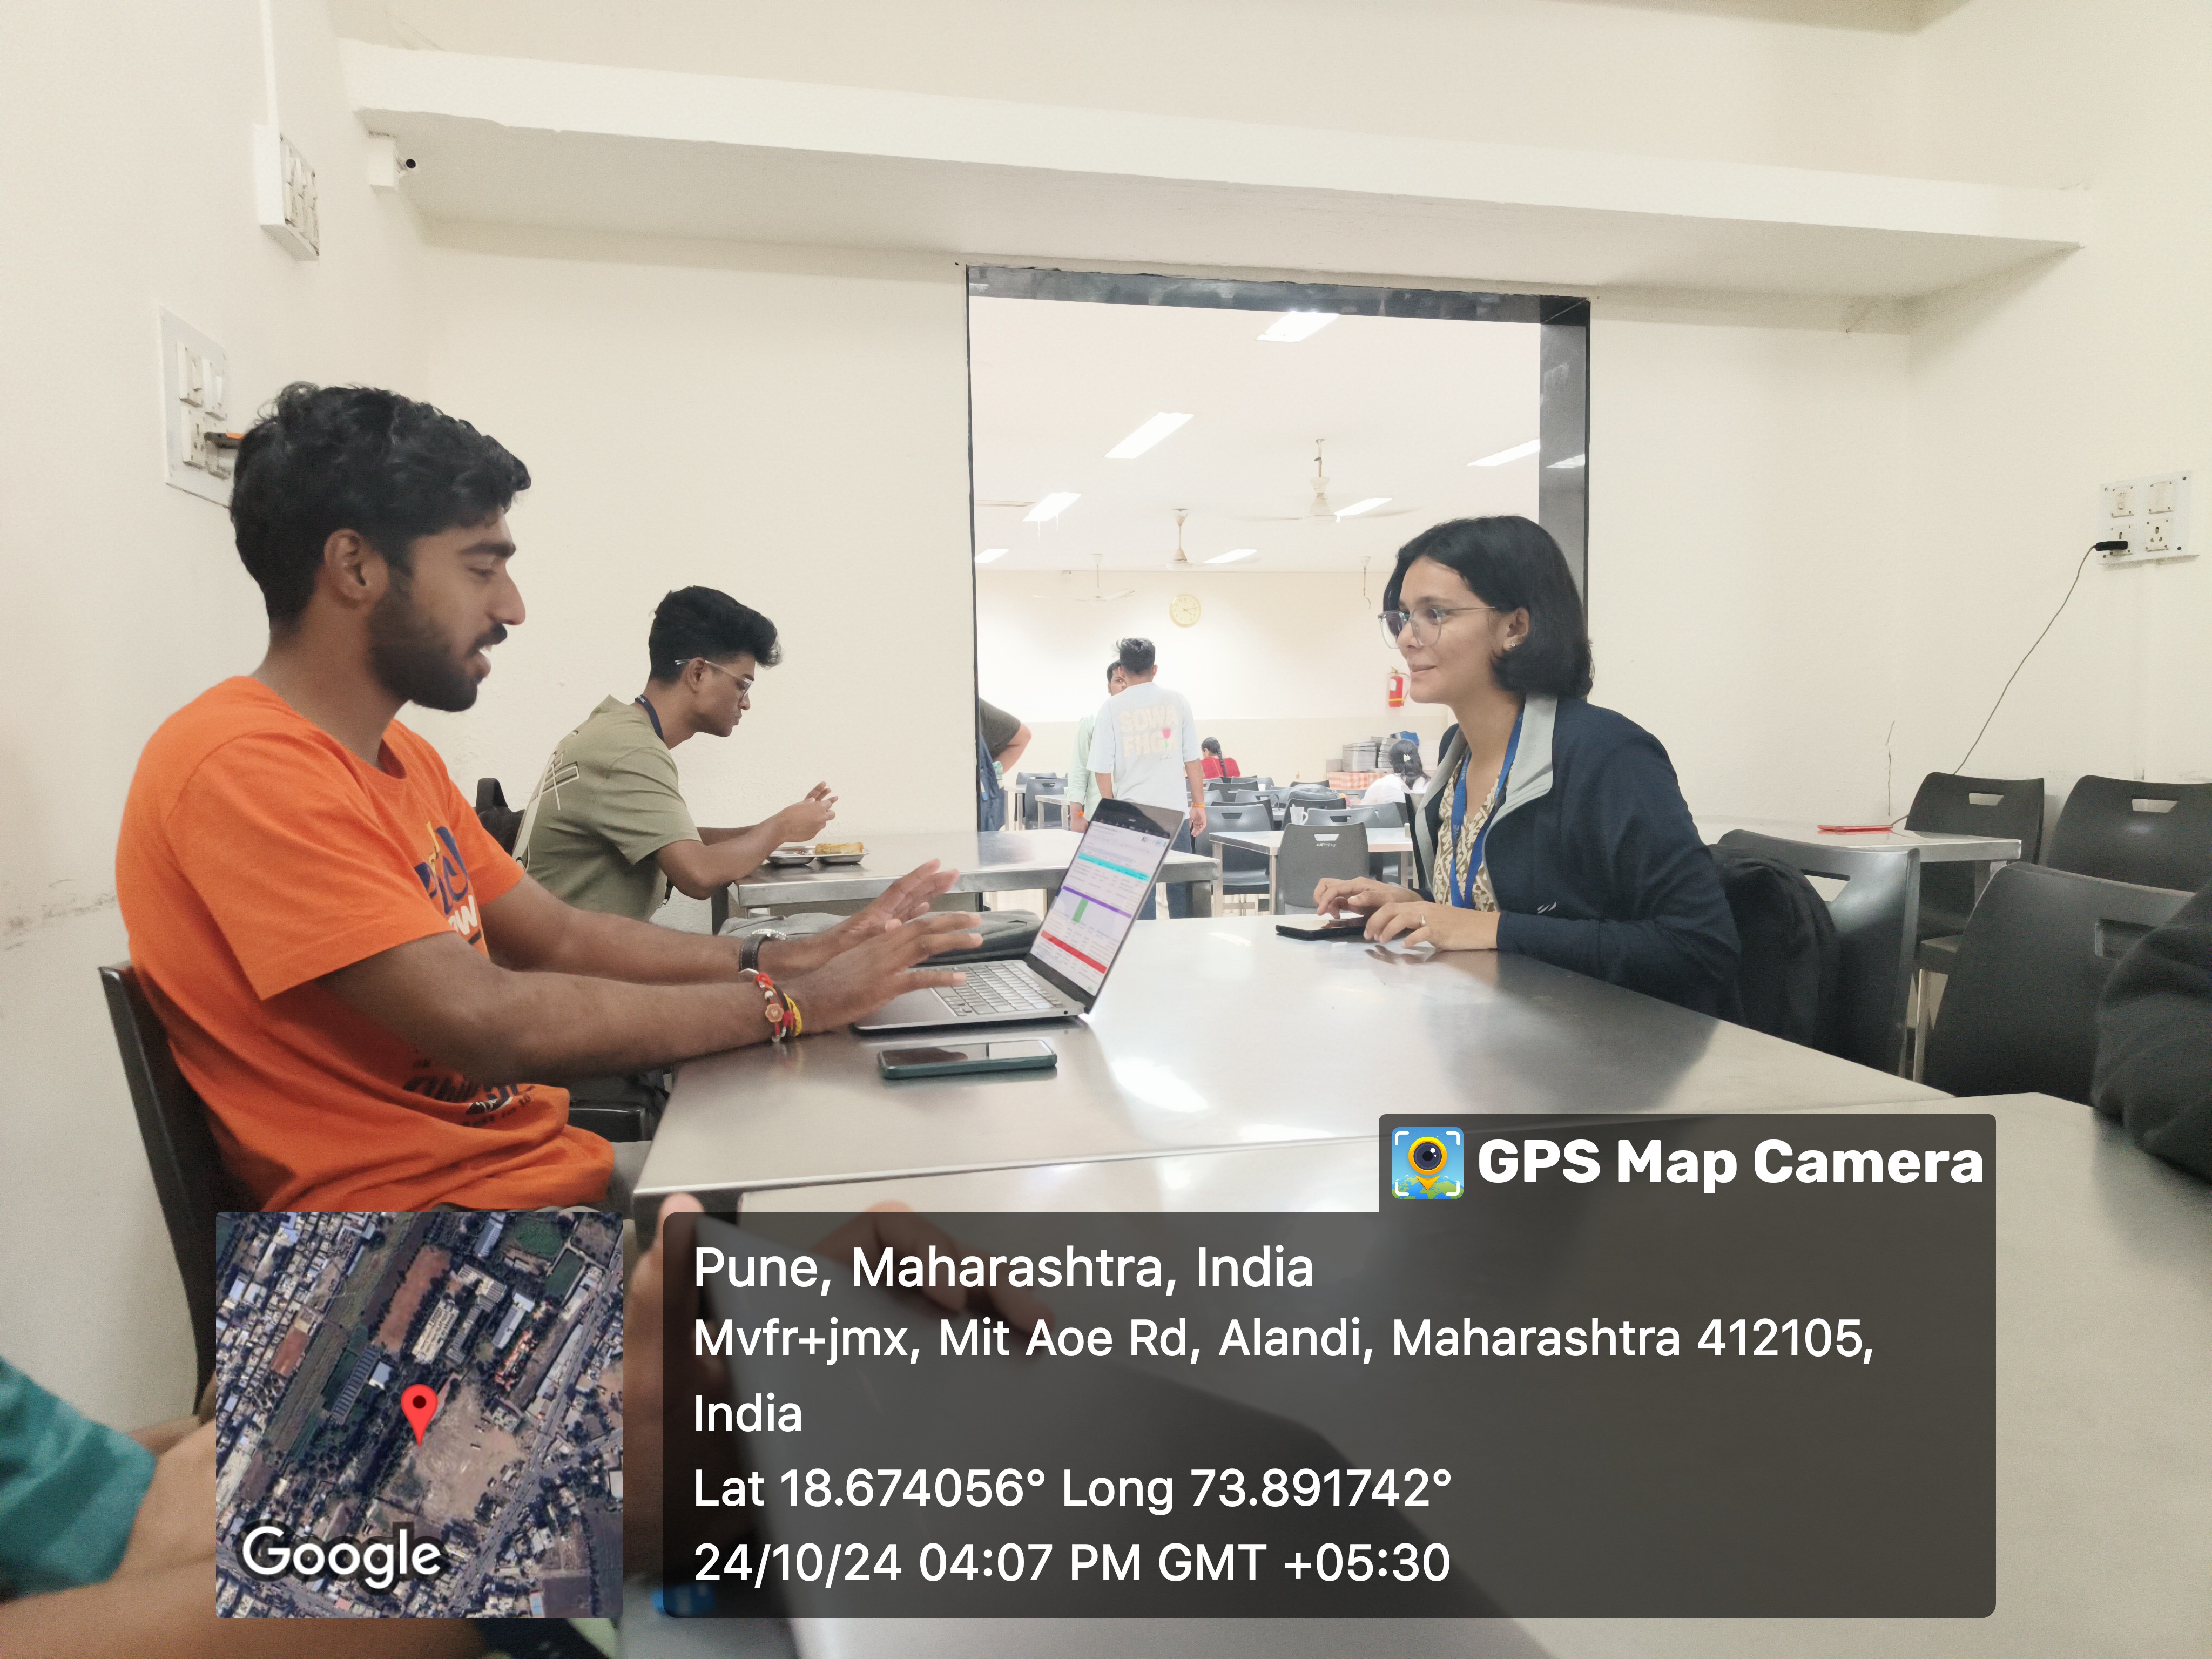 SOWA
GPS Map Camera
Pune, Maharashtra, India
Mvfr+jmx, Mit Aoe Rd, Alandi, Maharashtra 412105,
India
Lat 18.674056° Long 73.891742°
24/10/24 04:07 PM GMT +05:30
Google